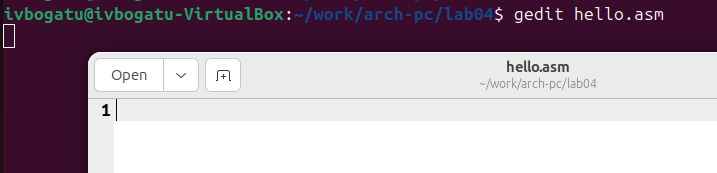 ivbogatu@ivbogatu-VirtualBox:~/work/arch-pc/lab04$ gedit hello.asm
Open
hello.asm
~/work/arch-pc/lab04
1